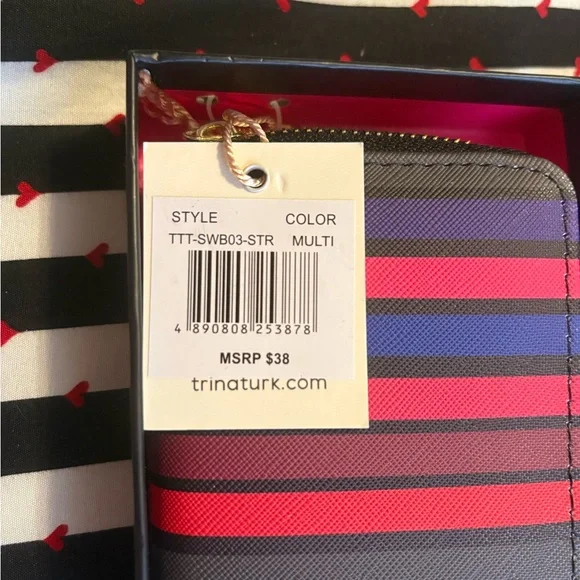 STYLE COLOR
TTT-SWB03-STR MULTI
4 890808 253878
MSRP $38
trinaturk.com